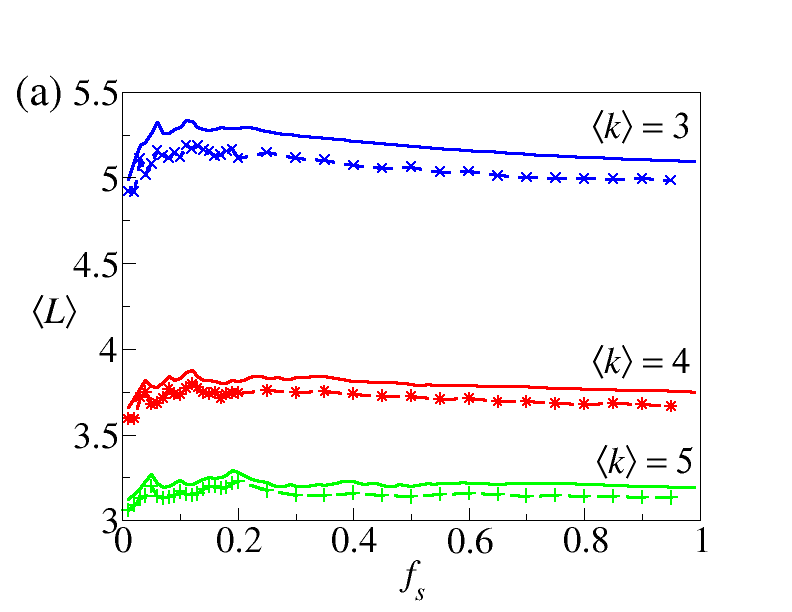 (a)
5.5
5
4.5
4
3.5
3
⟨L⟩
⟨k⟩ = 3
⟨k⟩ = 4
⟨k⟩ = 5
0 0.2 0.4 0.6 0.8 1
f_s